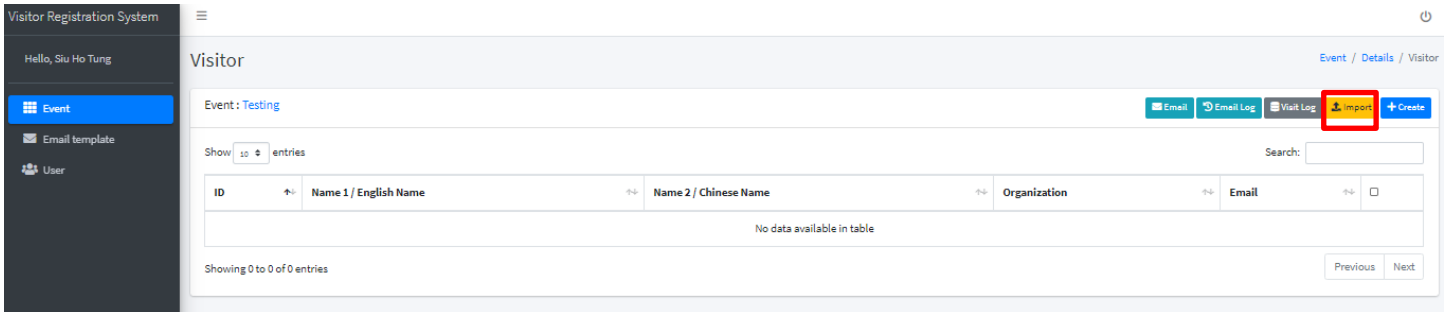 Visitor Registration System
Hello, Siu Ho Tung
Event
Email template
User
Visitor
Event / Details / Visitor
Event : Testing
Email Email Log Visit Log Import Create
Show 10 entries
Search:
ID Name 1 / English Name Name 2 / Chinese Name Organization Email
No data available in table
Showing 0 to 0 of 0 entries
Previous Next